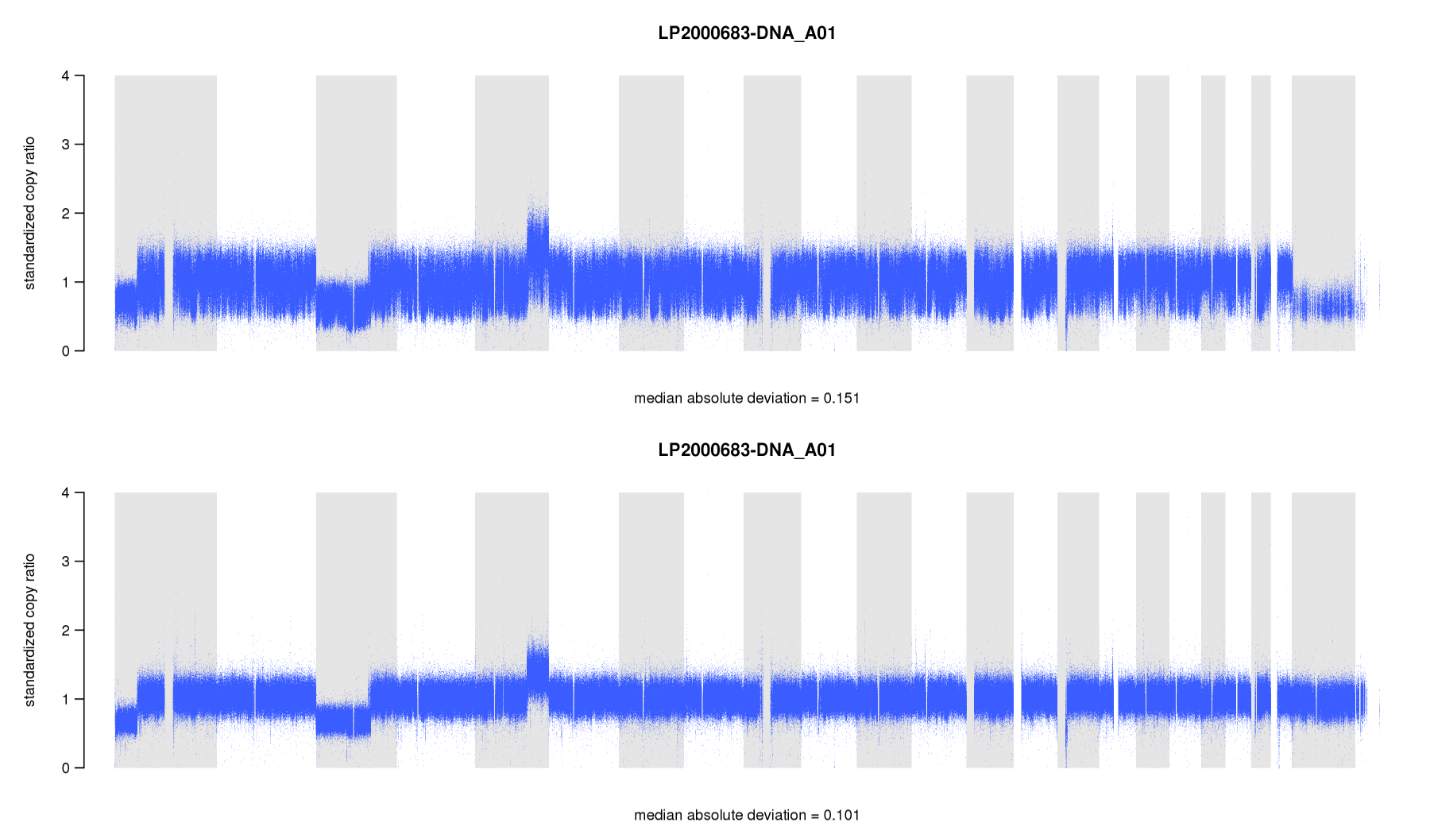 LP2000683-DNA_A01
4
3
2
1
0
standardized copy ratio
median absolute deviation = 0.151
LP2000683-DNA_A01
4
3
2
1
0
standardized copy ratio
median absolute deviation = 0.101